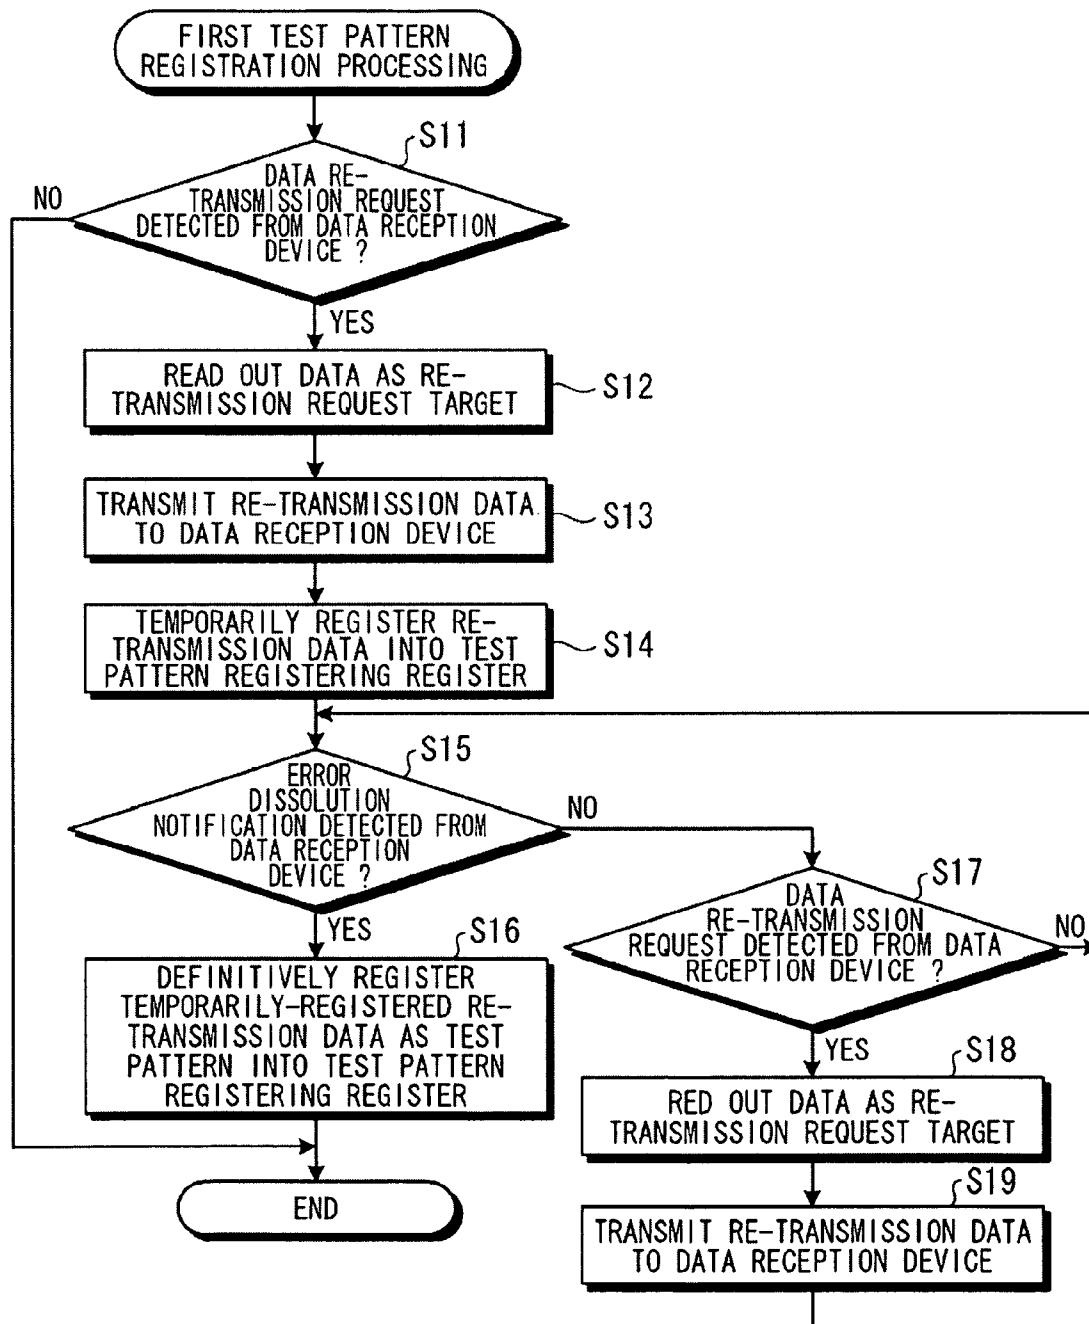 FIRST TEST PATTERN
REGISTRATION PROCESSING
S11
DATA RE-
TRANSMISSION REQUEST
DETECTED FROM DATA RECEPTION
DEVICE ?
NO
YES
READ OUT DATA AS RE-
TRANSMISSION REQUEST TARGET
S12
TRANSMIT RE-TRANSMISSION DATA
TO DATA RECEPTION DEVICE
S13
TEMPORARILY REGISTER RE-
TRANSMISSION DATA INTO TEST
PATTERN REGISTERING REGISTER
S14
S15
ERROR
DISSOLUTION
NOTIFICATION DETECTED FROM
DATA RECEPTION
DEVICE ?
NO
YES
S16
DEFINITIVELY REGISTER
TEMPORARILY-REGISTERED RE-
TRANSMISSION DATA AS TEST
PATTERN INTO TEST PATTERN
REGISTERING REGISTER
END
S17
DATA
RE-TRANSMISSION
REQUEST DETECTED FROM DATA
RECEPTION DEVICE ?
NO
YES
S18
RED OUT DATA AS RE-
TRANSMISSION REQUEST TARGET
S19
TRANSMIT RE-TRANSMISSION DATA
TO DATA RECEPTION DEVICE